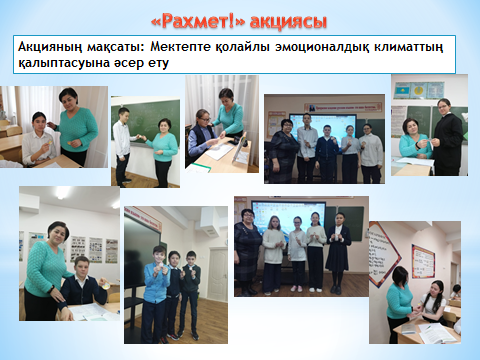 «Рахмет!» акциясы
Акцияның мақсаты: Мектепте қолайлы эмоционалдық климаттың
қалыптасуына әсер ету